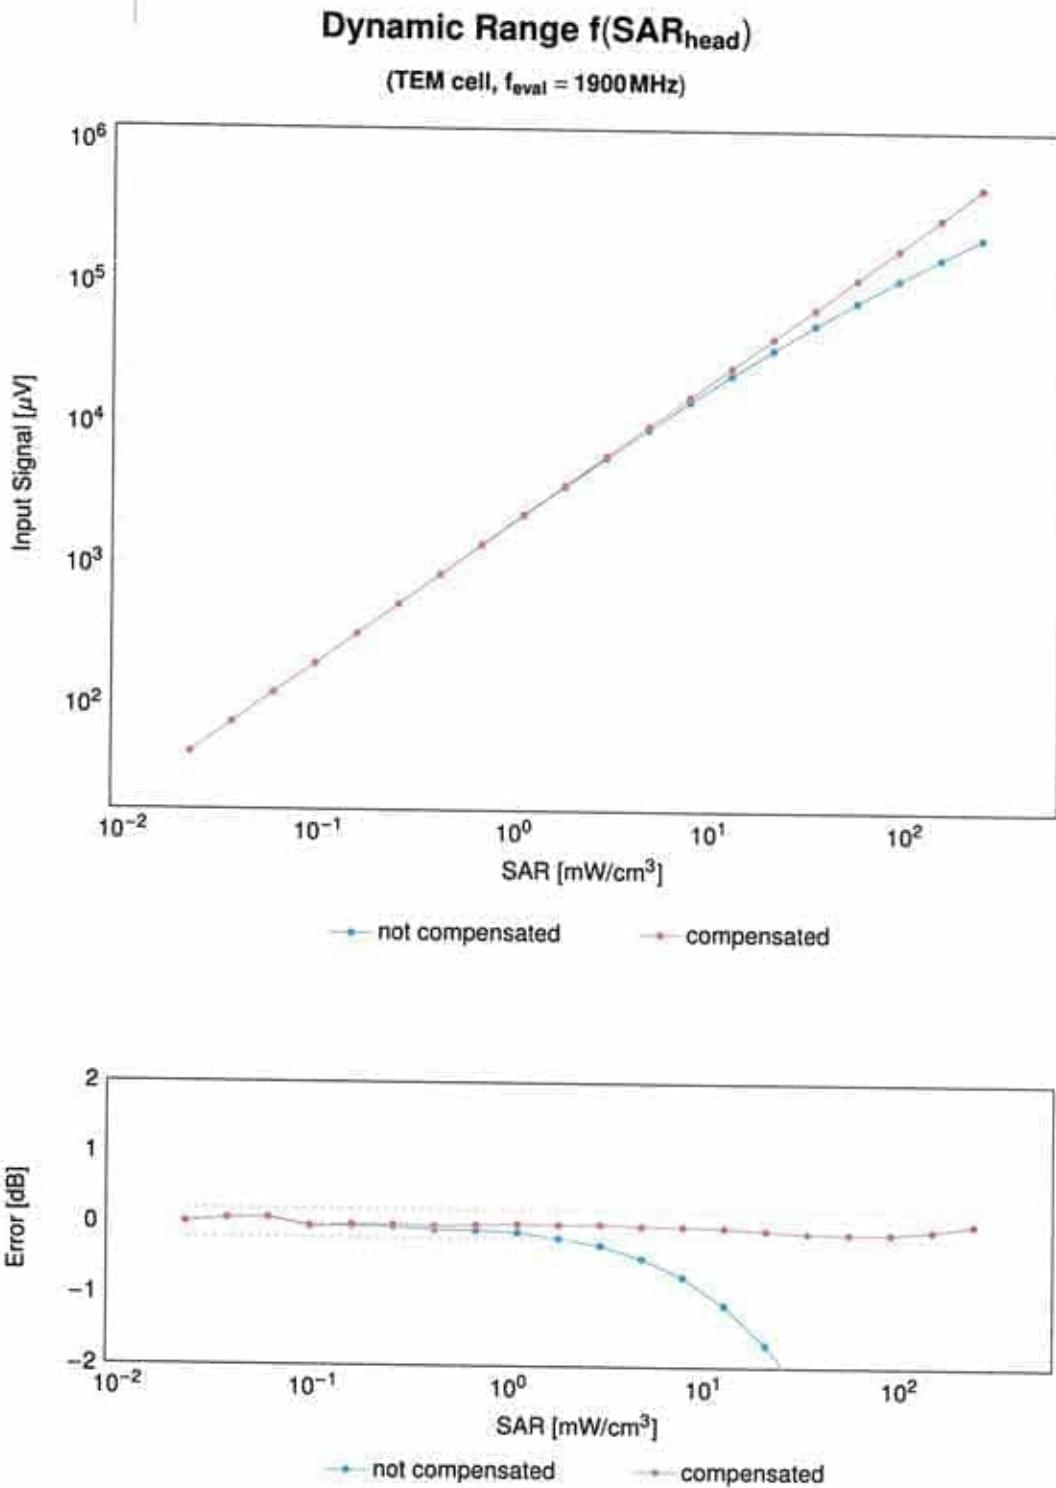 Dynamic Range f(SARhead)
(TEM cell, feval = 1900MHz)
10⁶
10⁵
10⁴
10³
10²
Input Signal [µV]
10⁻² 10⁻¹ 10⁰ 10¹ 10²
SAR [mW/cm³]
not compensated compensated
2
1
0
−1
−2
Error [dB]
10⁻² 10⁻¹ 10⁰ 10¹ 10²
SAR [mW/cm³]
not compensated compensated